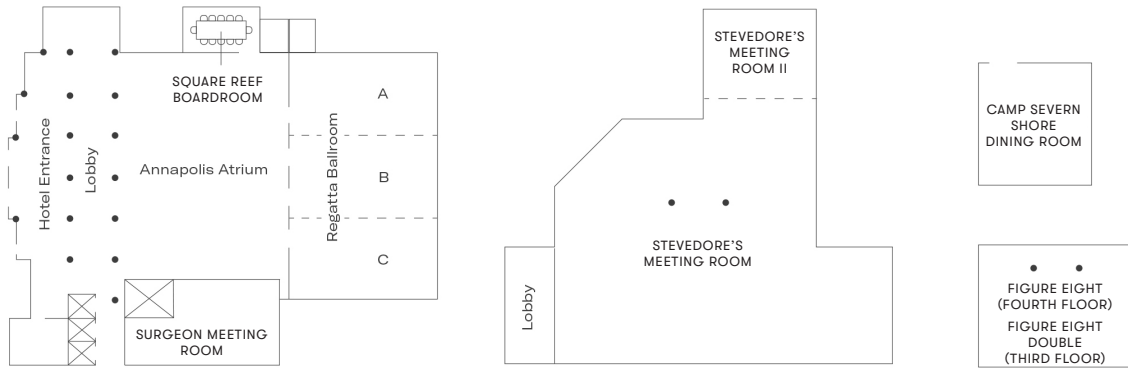 SQUARE REEF
BOARDROOM
Hotel Entrance
Lobby
Annapolis Atrium
Regatta Ballroom
A
B
C
SURGEON MEETING
ROOM
STEVEDORE'S
MEETING
ROOM II
STEVEDORE'S
MEETING ROOM
Lobby
CAMP SEVERN
SHORE
DINING ROOM
FIGURE EIGHT
(FOURTH FLOOR)
FIGURE EIGHT
DOUBLE
(THIRD FLOOR)